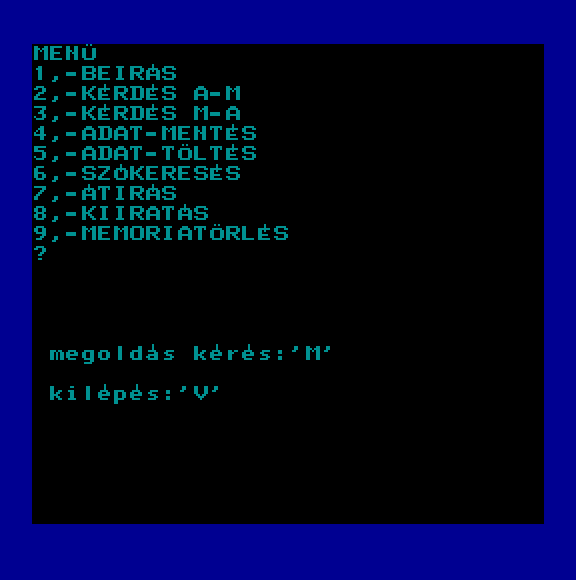 MENÜ
1,-BEIRÁS
2,-KÉRDÉS A-M
3,-KÉRDÉS M-A
4,-ADAT-MENTÉS
5,-ADAT-TÖLTÉS
6,-SZÓKERESÉS
7,-ÁTIRÁS
8,-KIIRATÁS
9,-MEMORIATÖRLÉS
?
megoldás kérés:'M'
kilépés:'V'